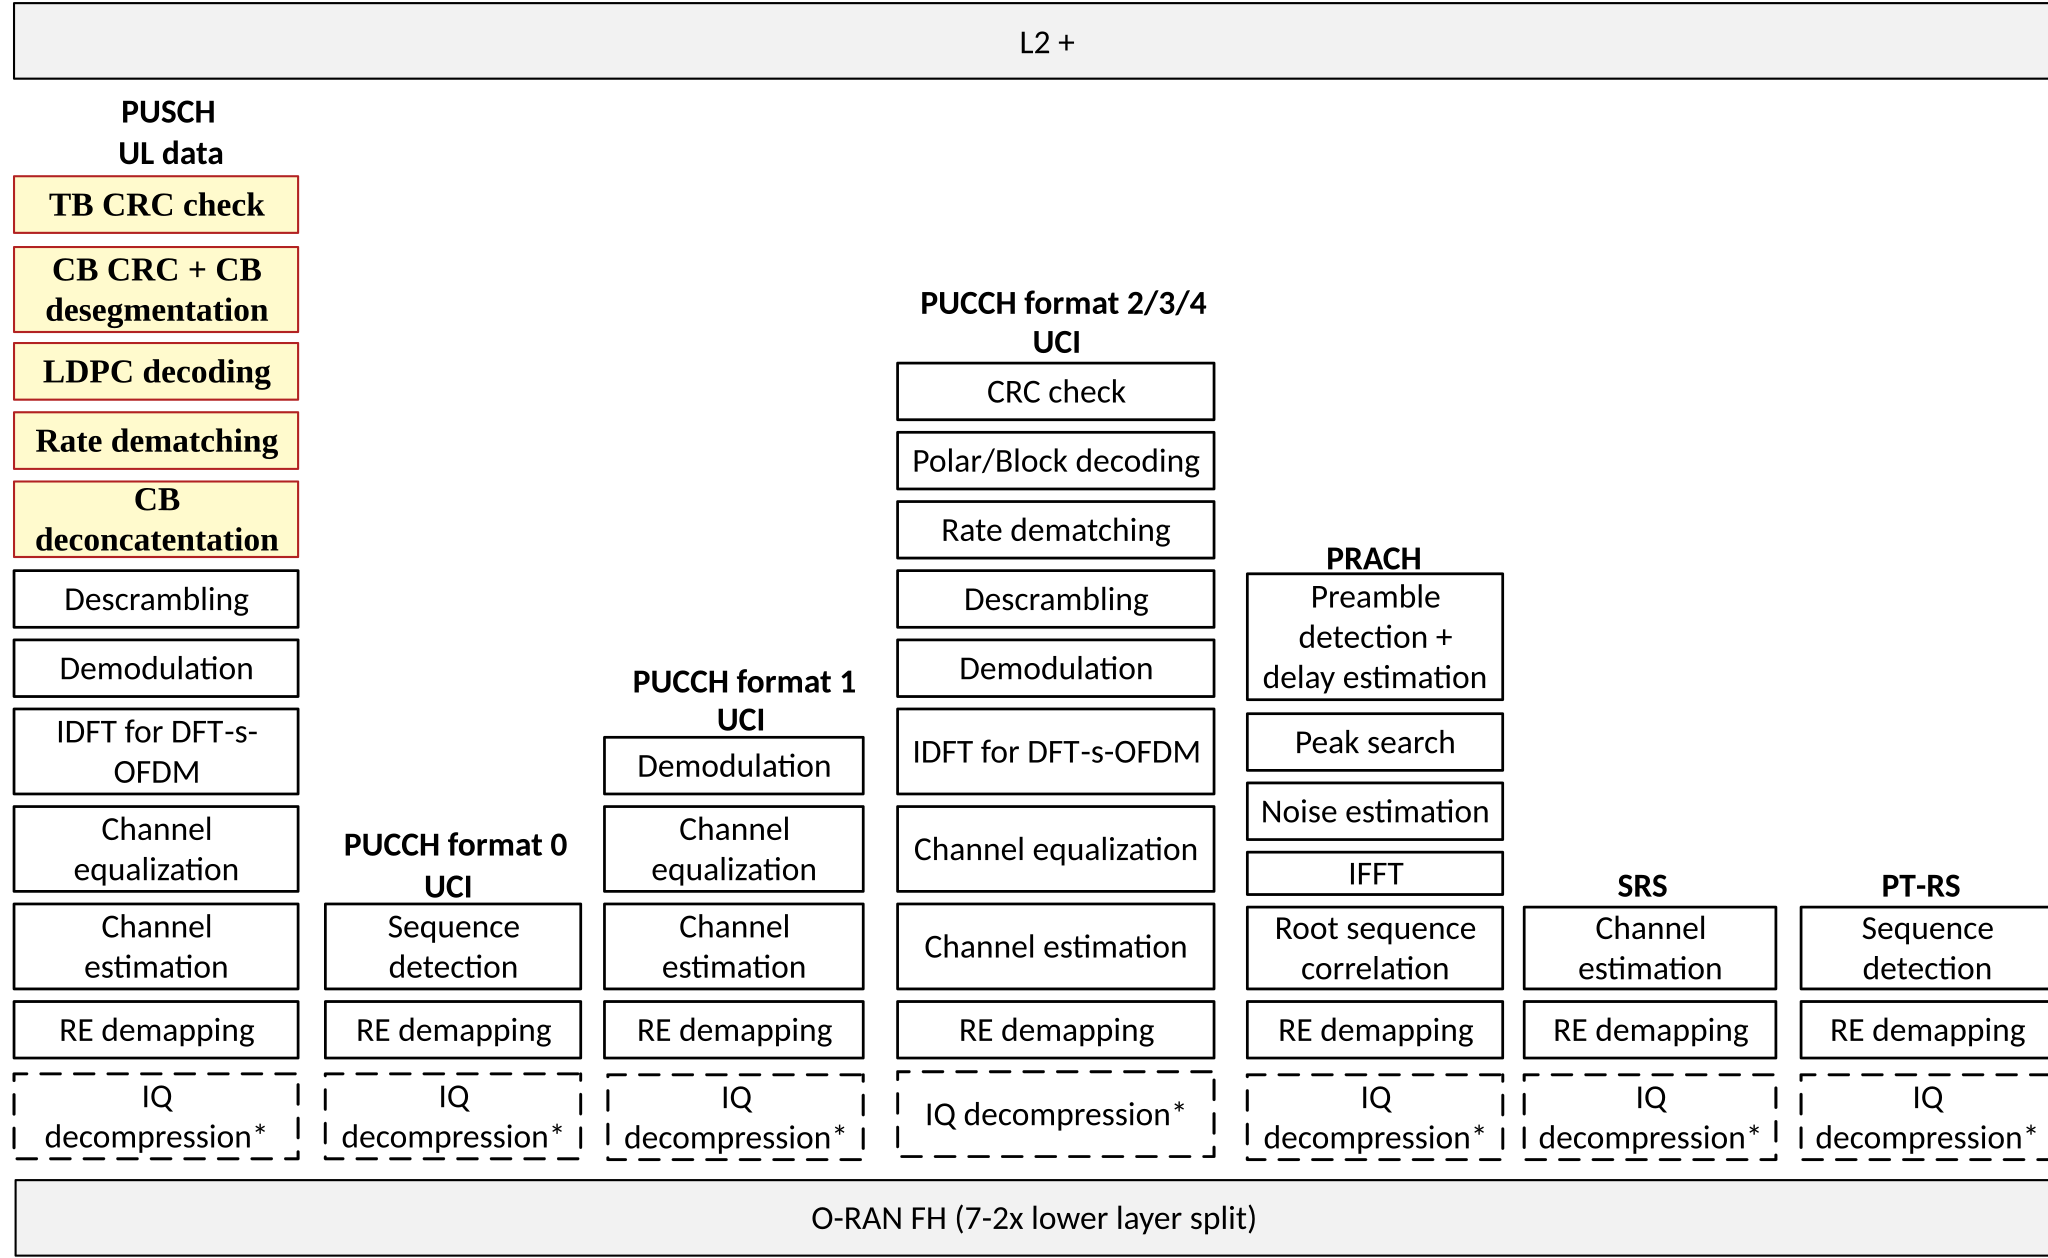 L2 +
PUSCH
UL data
TB CRC check
CB CRC + CB
desegmentation
LDPC decoding
Rate dematching
CB
deconcatentation
Descrambling
Demodulation
IDFT for DFT-s-
OFDM
Channel
equalization
Channel
estimation
RE demapping
IQ
decompression*
PUCCH format 0
UCI
Sequence
detection
RE demapping
IQ
decompression*
PUCCH format 1
UCI
Demodulation
Channel
equalization
Channel
estimation
RE demapping
IQ
decompression*
PUCCH format 2/3/4
UCI
CRC check
Polar/Block decoding
Rate dematching
Descrambling
Demodulation
IDFT for DFT-s-OFDM
Channel equalization
Channel estimation
RE demapping
IQ decompression*
PRACH
Preamble
detection +
delay estimation
Peak search
Noise estimation
IFFT
Root sequence
correlation
RE demapping
IQ
decompression*
SRS
Channel
estimation
RE demapping
IQ
decompression*
PT-RS
Sequence
detection
RE demapping
IQ
decompression*
O-RAN FH (7-2x lower layer split)